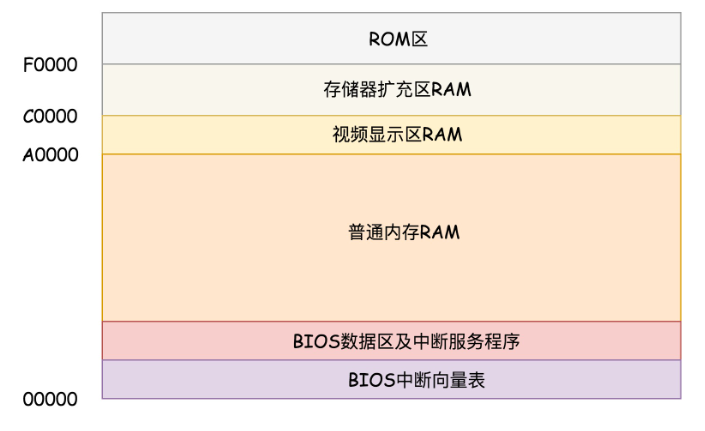 ROM区
F0000
存储器扩充区RAM
C0000
视频显示区RAM
A0000
普通内存RAM
BIOS数据区及中断服务程序
BIOS中断向量表
00000